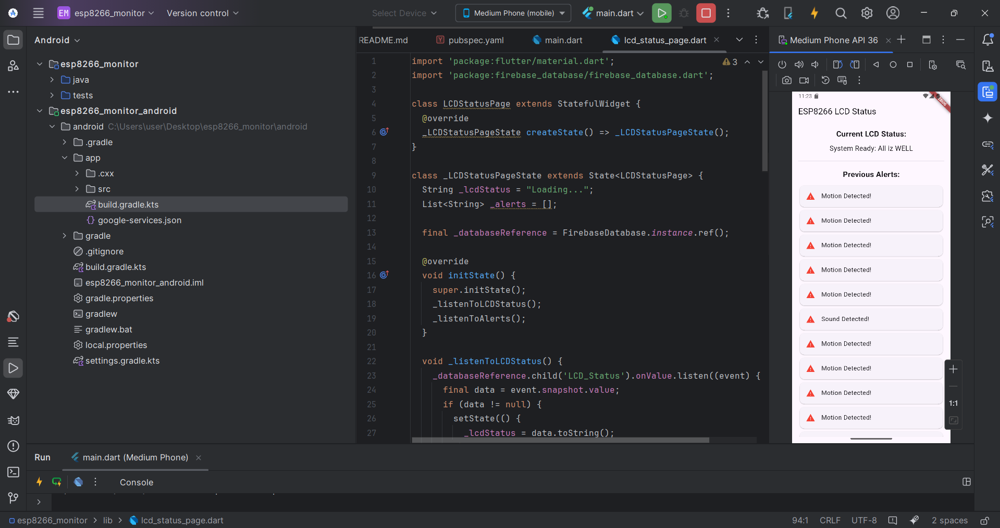 EM esp8266_monitor
Version control
Select Device
Medium Phone (mobile)
main.dart
Android
esp8266_monitor
java
tests
esp8266_monitor_android
android C:\Users\user\Desktop\esp8266_monitor\android
.gradle
app
.cxx
src
build.gradle.kts
google-services.json
gradle
.gitignore
build.gradle.kts
esp8266_monitor_android.iml
gradle.properties
gradlew
gradlew.bat
local.properties
settings.gradle.kts
README.md
pubspec.yaml
main.dart
lcd_status_page.dart
3
1 import 'package:flutter/material.dart';
2 import 'package:firebase_database/firebase_database.dart';
3
4 class LCDStatusPage extends StatefulWidget {
5 @override
6 _LCDStatusPageState createState() => _LCDStatusPageState();
7 }
8
9 class _LCDStatusPageState extends State<LCDStatusPage> {
10 String _lcdStatus = "Loading...";
11 List<String> _alerts = [];
12
13 final _databaseReference = FirebaseDatabase.instance.ref();
14
15 @override
16 void initState() {
17 super.initState();
18 _listenToLCDStatus();
19 _listenToAlerts();
20 }
21
22 void _listenToLCDStatus() {
23 _databaseReference.child('LCD_Status').onValue.listen((event) {
24 final data = event.snapshot.value;
25 if (data != null) {
26 setState(() {
27 _lcdStatus = data.toString();
Medium Phone API 36
11:23
ESP8266 LCD Status
Current LCD Status:
System Ready: All iz WELL
Previous Alerts:
Motion Detected!
Motion Detected!
Motion Detected!
Motion Detected!
Motion Detected!
Sound Detected!
Motion Detected!
Motion Detected!
Motion Detected!
Motion Detected!
1:1
Run
main.dart (Medium Phone)
Console
esp8266_monitor > lib > lcd_status_page.dart
94:1 CRLF UTF-8 2 spaces